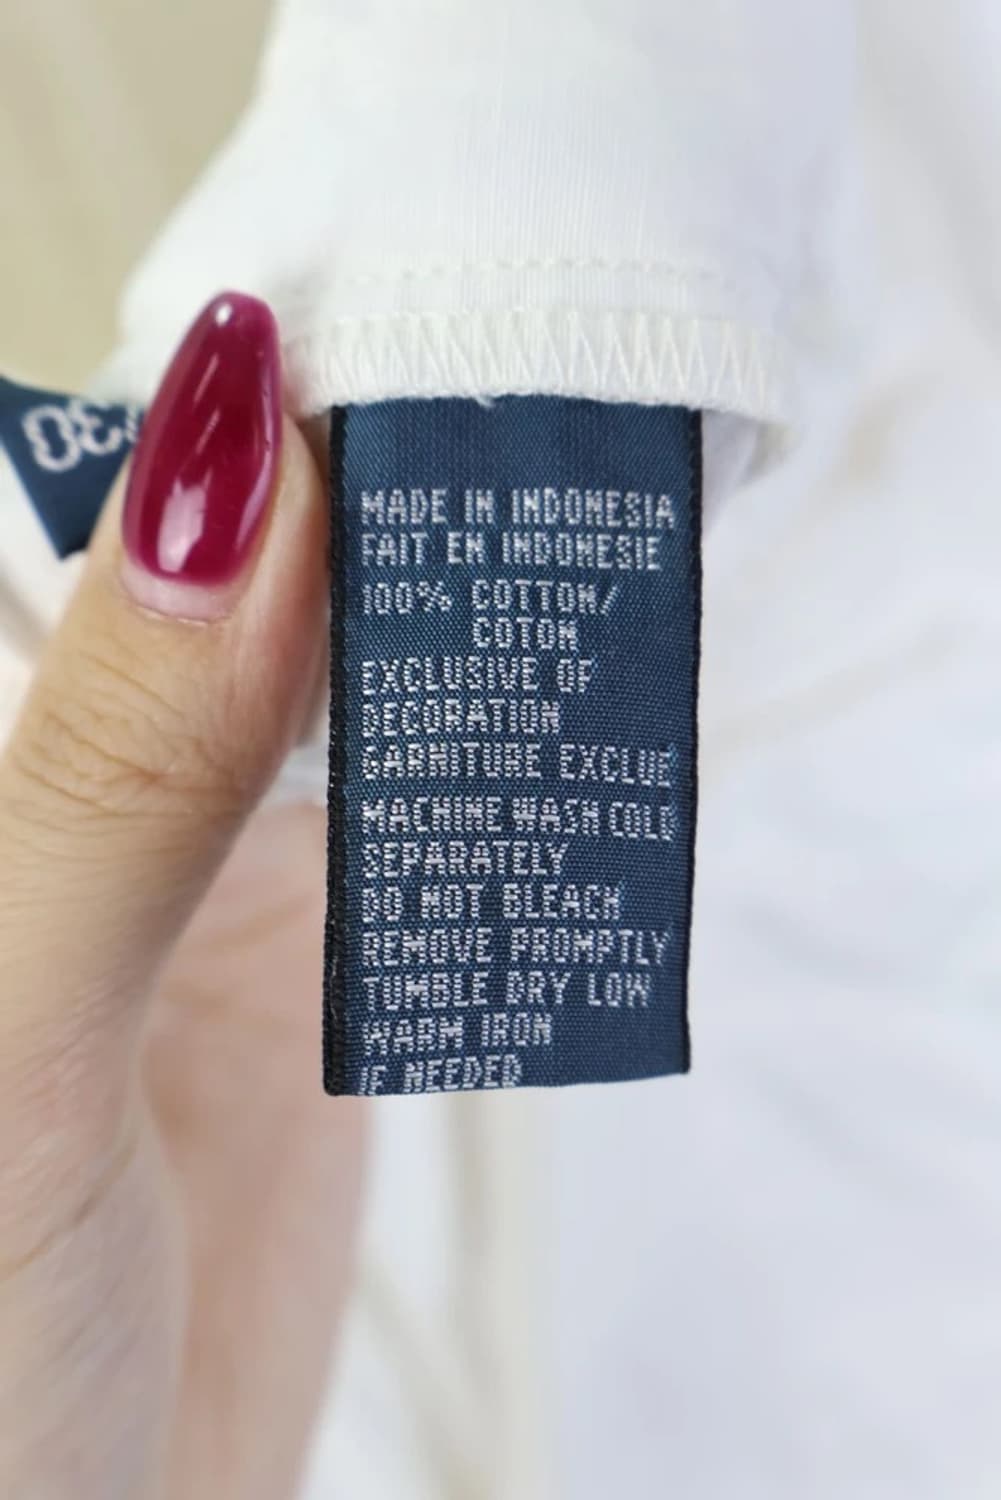 MADE IN INDONESIA
FAIT EN INDONESIE
100% COTTON/
COTON
EXCLUSIVE OF
DECORATION
GARNITURE EXCLUE
MACHINE WASH COLD
SEPARATELY
DO NOT BLEACH
REMOVE PROMPTLY
TUMBLE DRY LOW
WARM IRON
IF NEEDED